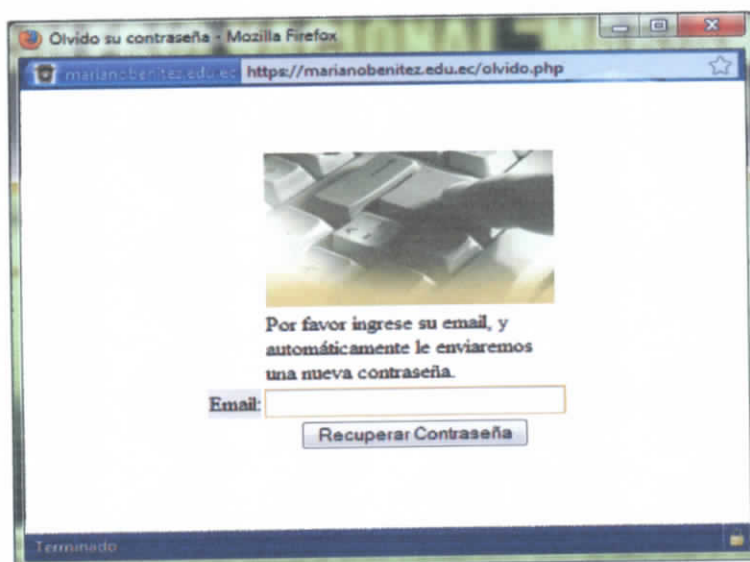 Olvido su contraseña - Mozilla Firefox
marianobenitez.edu.ec https://marianobenitez.edu.ec/olvido.php
Por favor ingrese su email, y
automáticamente le enviaremos
una nueva contraseña.
Email:
Recuperar Contraseña
Terminado